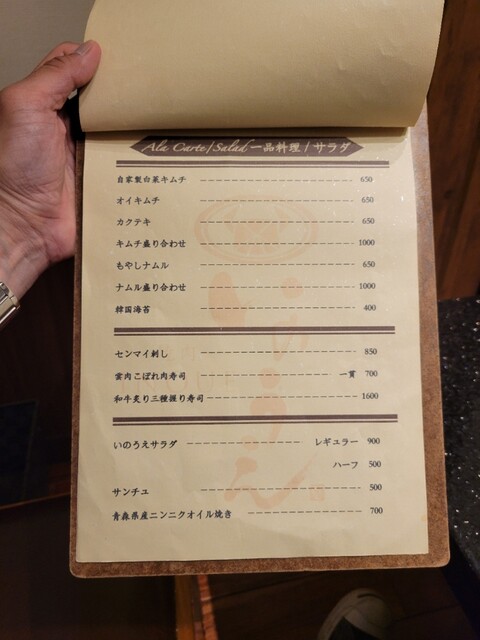 Ala Carte/Salad 一品料理 / サラダ
自家製白菜キムチ 650
オイキムチ 650
カクテキ 650
キムチ盛り合わせ 1000
もやしナムル 650
ナムル盛り合わせ 1000
韓国海苔 400
センマイ刺し 850
雲肉こぼれ肉寿司 一貫 700
和牛炙り三種握り寿司 1600
いのうえサラダ レギュラー 900
ハーフ 500
サンチュ 500
青森県産ニンニクオイル焼き 700